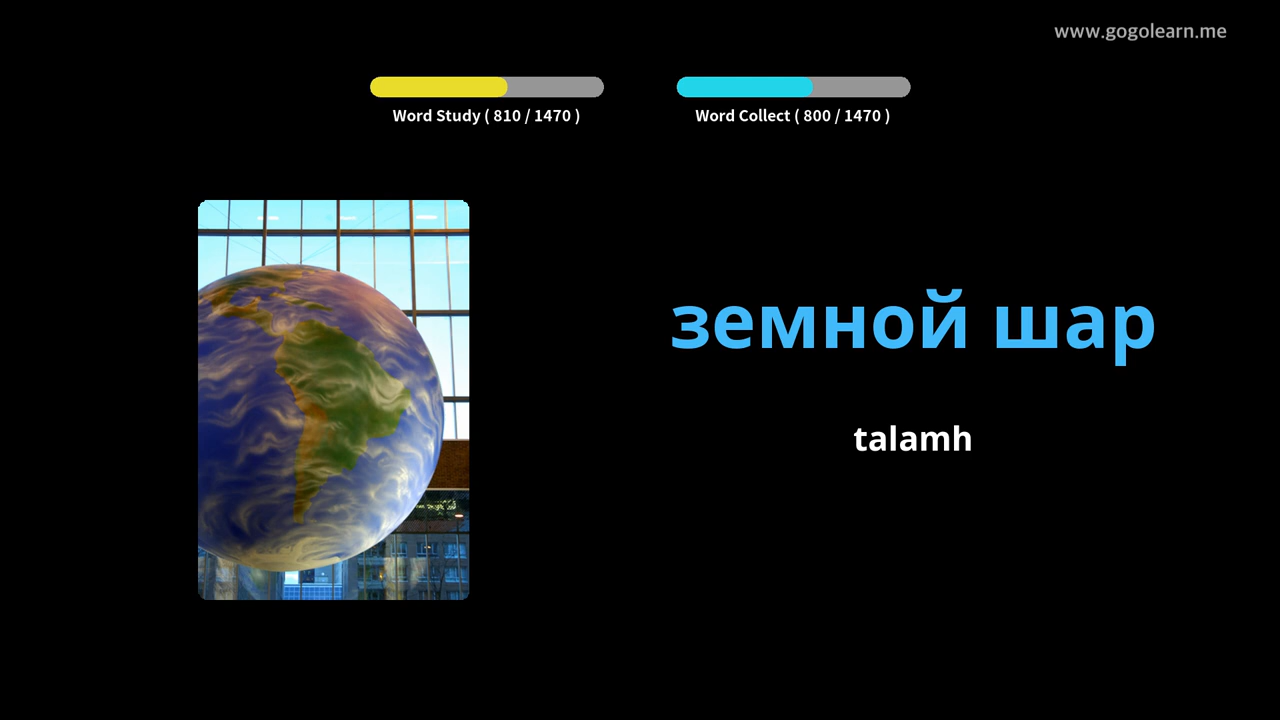 www.gogolearn.me
Word Study ( 810 / 1470 )
Word Collect ( 800 / 1470 )
земной шар
talamh